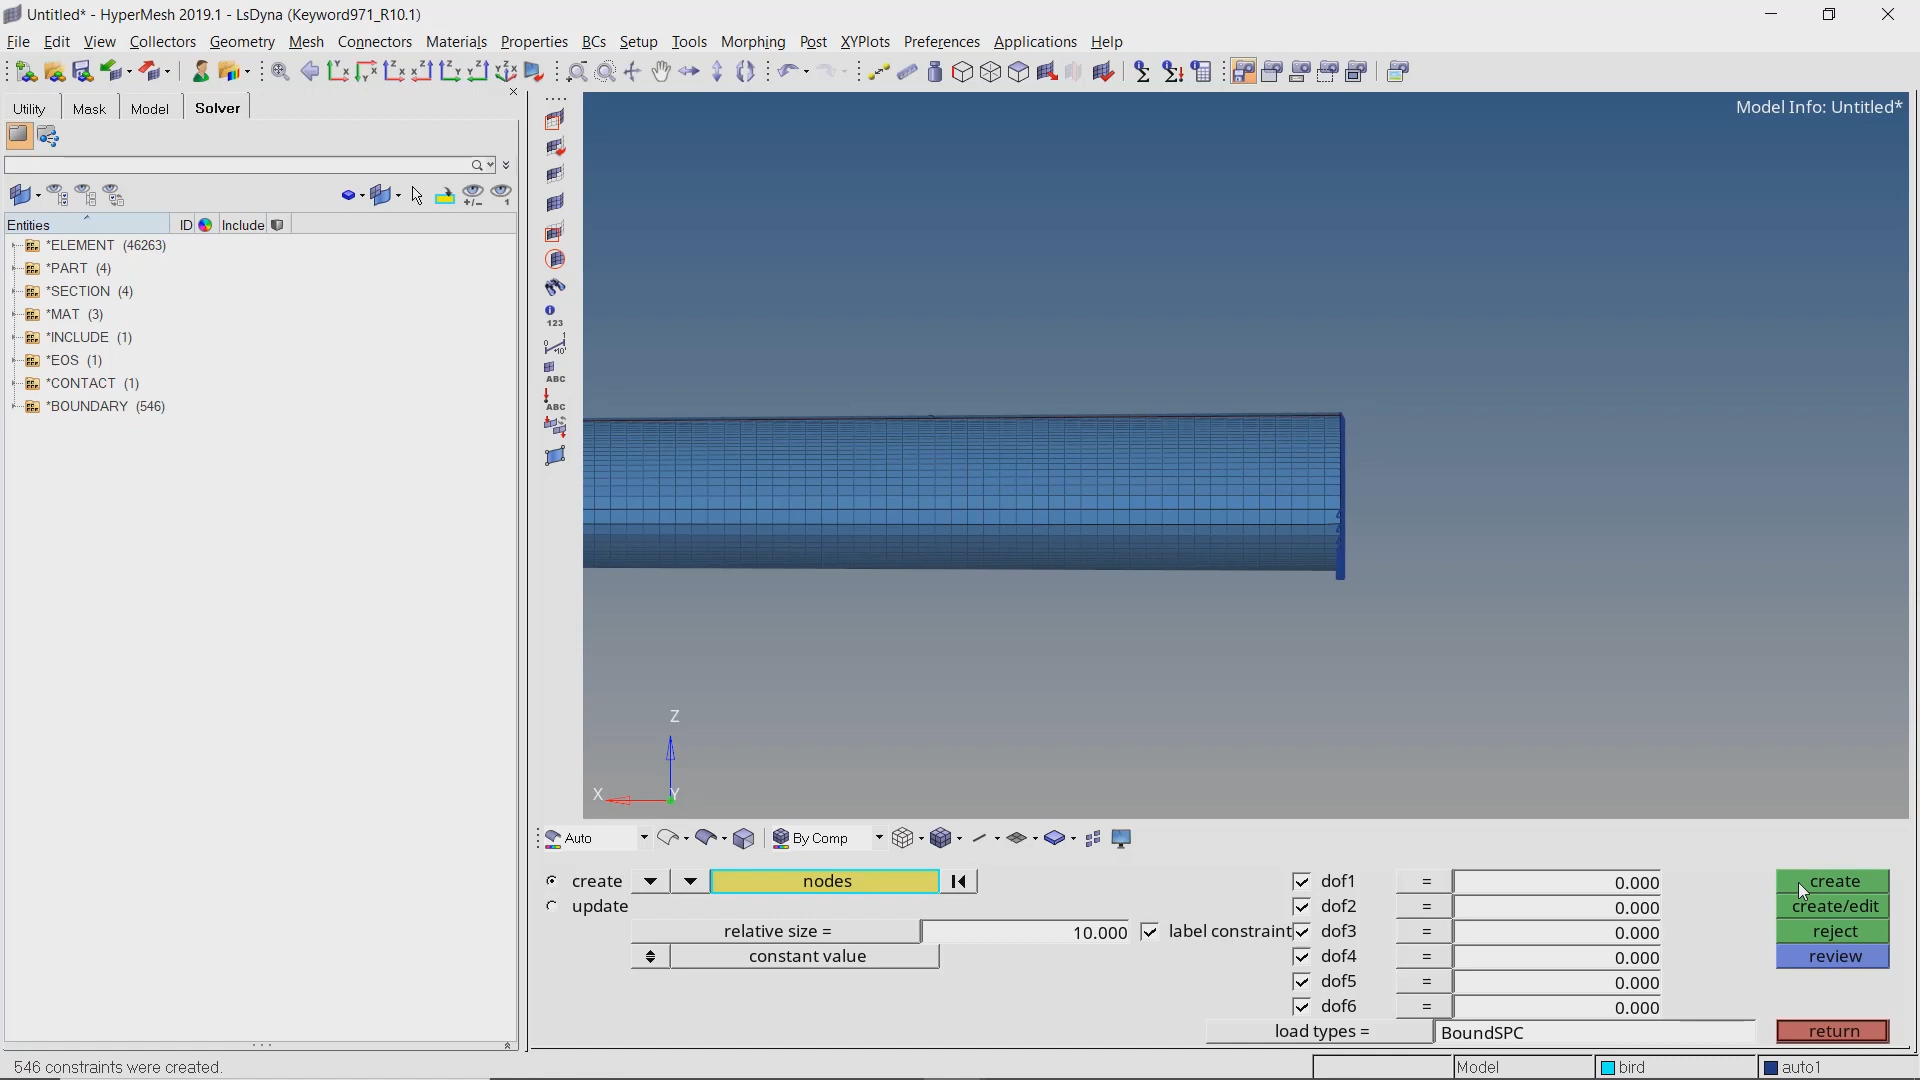 Untitled* - HyperMesh 2019.1 - LsDyna (Keyword971_R10.1)
File Edit View Collectors Geometry Mesh Connectors Materials Properties BCs Setup Tools Morphing Post XYPlots Preferences Applications Help
Utility Mask Model Solver
Model Info: Untitled*
Entities ID Include
*ELEMENT (46263)
*PART (4)
*SECTION (4)
*MAT (3)
*INCLUDE (1)
*EOS (1)
*CONTACT (1)
*BOUNDARY (546)
123
ABC
ABC
Z
X Y
Auto By Comp
create nodes dof1 = 0.000 create
update dof2 = 0.000 create/edit
relative size = 10.000 label constraint dof3 = 0.000 reject
constant value dof4 = 0.000 review
dof5 = 0.000
dof6 = 0.000
load types = BoundSPC return
546 constraints were created. Model bird auto1